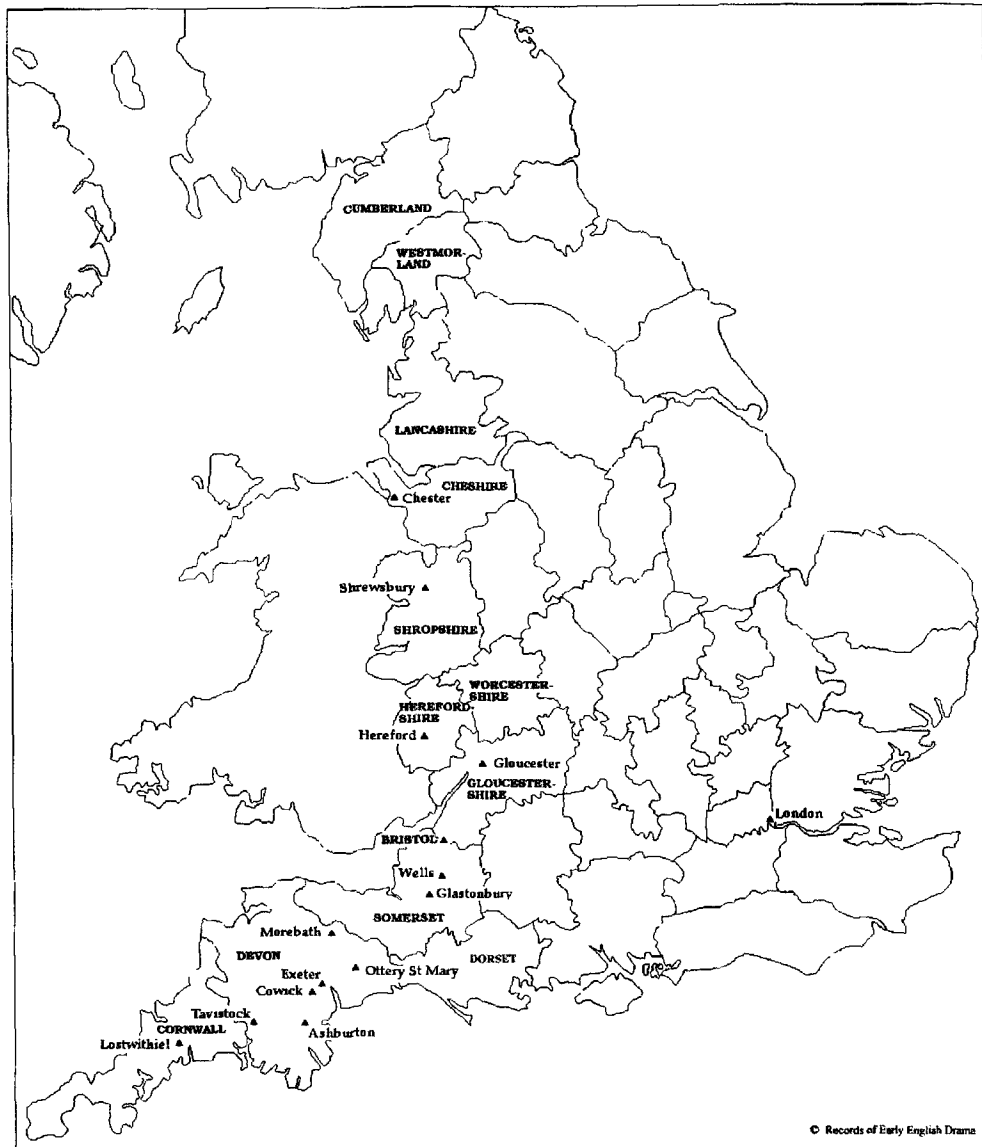 CUMBERLAND
WESTMOR-
LAND
LANCASHIRE
CHESHIRE
Chester
Shrewsbury
SHROPSHIRE
WORCESTER-
SHIRE
HEREFORD-
SHIRE
Hereford
Gloucester
GLOUCESTER-
SHIRE
London
BRISTOL
Wells
Glastonbury
SOMERSET
Morebath
DEVON
DORSET
Ottery St Mary
Exeter
Cowick
Tavistock
CORNWALL
Ashburton
Lostwithiel
© Records of Early English Drama